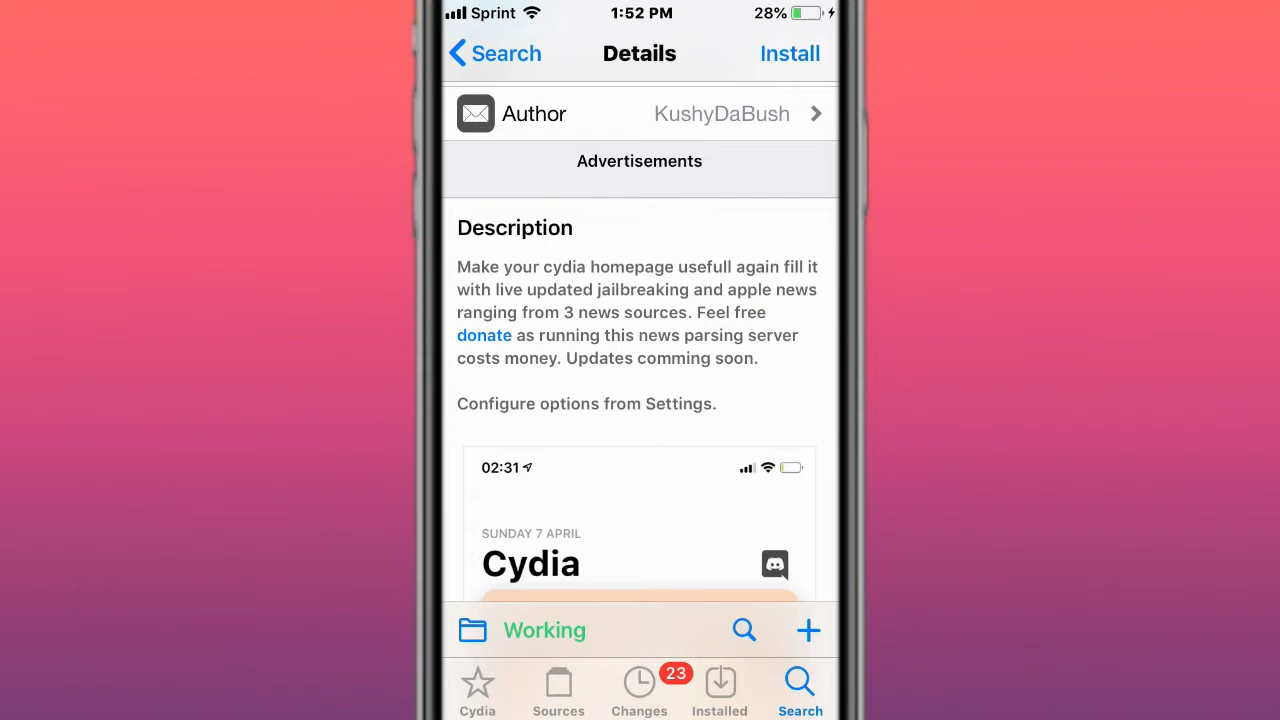 Sprint 1:52 PM 28%
Search Details Install
Author KushyDaBush
Advertisements
Description
Make your cydia homepage usefull again fill it
with live updated jailbreaking and apple news
ranging from 3 news sources. Feel free
donate as running this news parsing server
costs money. Updates comming soon.
Configure options from Settings.
02:31
SUNDAY 7 APRIL
Cydia
Working
23
Cydia Sources Changes Installed Search